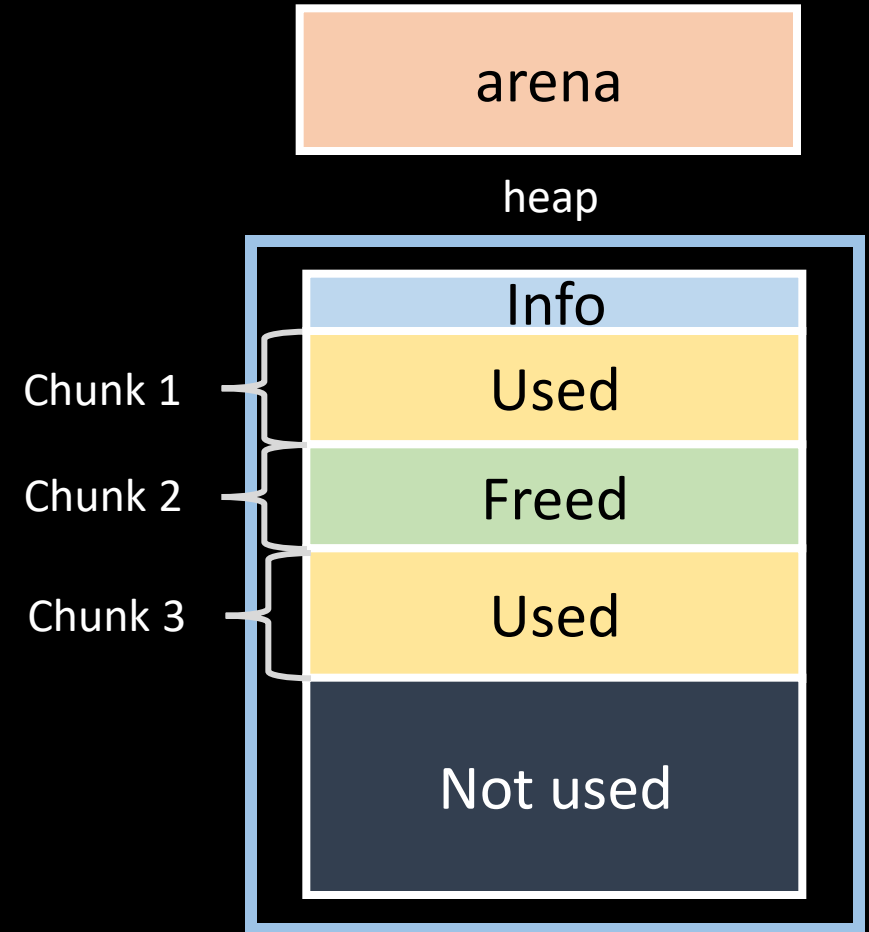 arena
heap
Info
Chunk 1
Used
Chunk 2
Freed
Chunk 3
Used
Not used